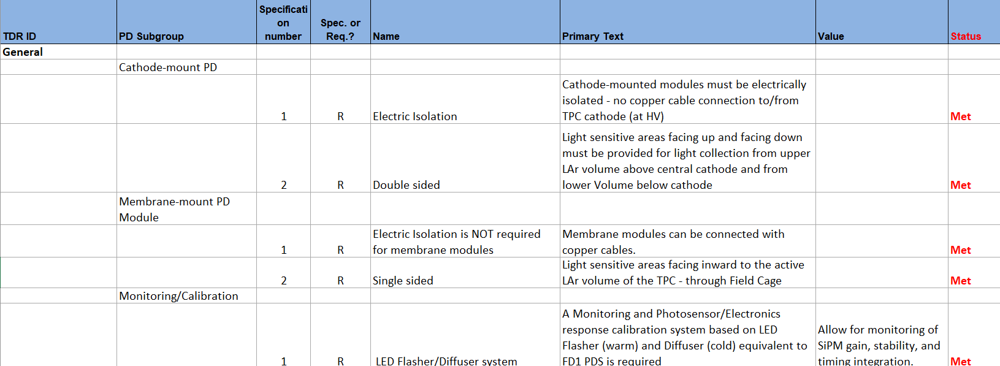 TDR ID PD Subgroup Specificati on number Spec. or Req.? Name Primary Text Value Status
General
Cathode-mount PD
Cathode-mounted modules must be electrically
isolated - no copper cable connection to/from
1 R Electric Isolation TPC cathode (at HV) Met
Light sensitive areas facing up and facing down
must be provided for light collection from upper
LAr volume above central cathode and from
2 R Double sided lower Volume below cathode Met
Membrane-mount PD
Module
Electric Isolation is NOT required Membrane modules can be connected with
1 R for membrane modules copper cables. Met
Light sensitive areas facing inward to the active
2 R Single sided LAr volume of the TPC - through Field Cage Met
Monitoring/Calibration
A Monitoring and Photosensor/Electronics
response calibration system based on LED Allow for monitoring of
Flasher (warm) and Diffuser (cold) equivalent to SiPM gain, stability, and
1 R LED Flasher/Diffuser system FD1 PDS is required timing integration. Met